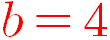 b = 4